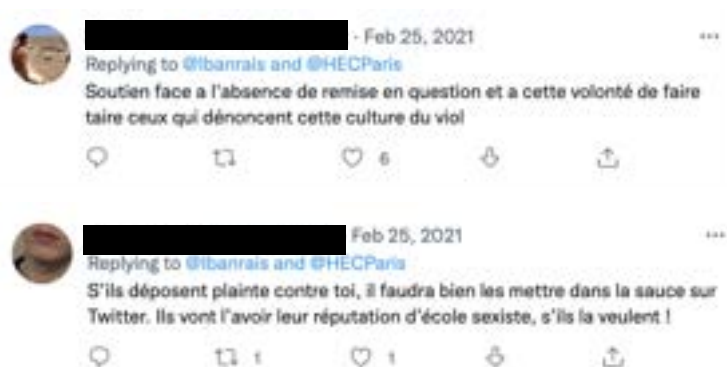 · Feb 25, 2021
Replying to @lbanrais and @HECParis
Soutien face a l'absence de remise en question et a cette volonté de faire
taire ceux qui dénoncent cette culture du viol
6
Feb 25, 2021
Replying to @lbanrais and @HECParis
S'ils déposent plainte contre toi, il faudra bien les mettre dans la sauce sur
Twitter. Ils vont l'avoir leur réputation d'école sexiste, s'ils la veulent !
1 1